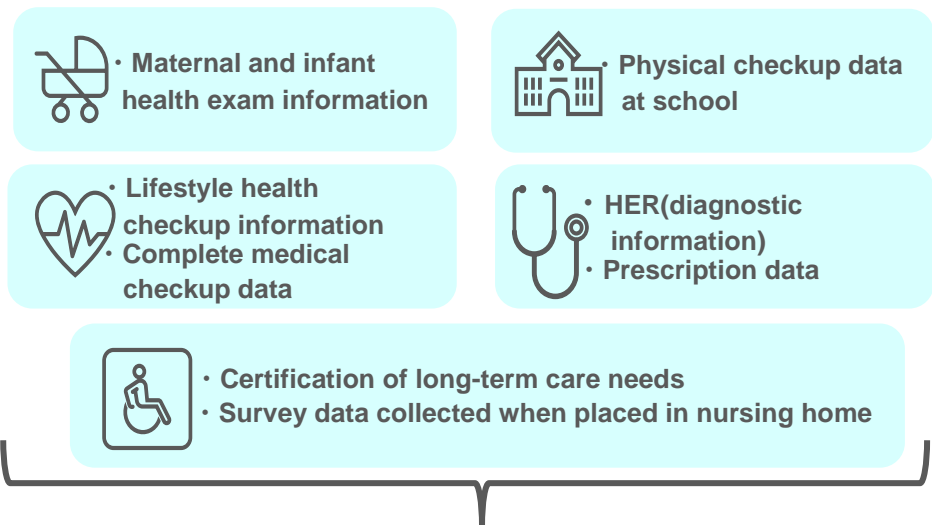 ・Maternal and infant
health exam information
・Physical checkup data
at school
・Lifestyle health
checkup information
・Complete medical
checkup data
・HER(diagnostic
information)
・Prescription data
・Certification of long-term care needs
・Survey data collected when placed in nursing home